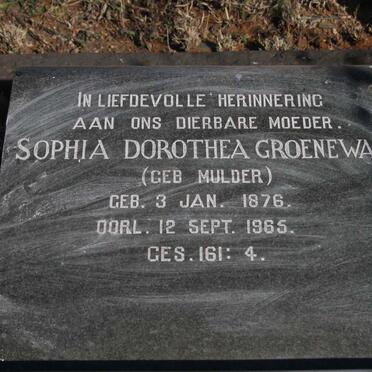 IN LIEFDEVOLLE HERINNERING
AAN ONS DIERBARE MOEDER.
SOPHIA DOROTHEA GROENEWA
(GEB MULDER)
GEB. 3 JAN. 1876.
OORL. 12 SEPT. 1965.
GES. 161: 4.